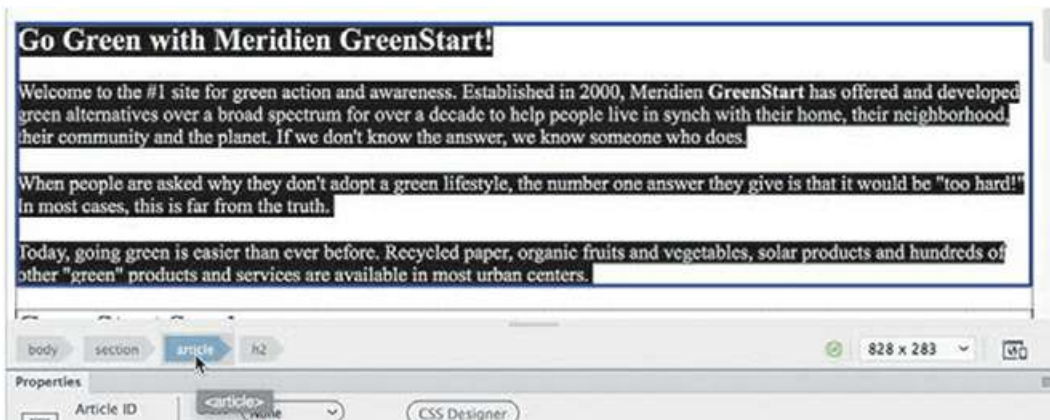 Go Green with Meridien GreenStart!
Welcome to the #1 site for green action and awareness. Established in 2000, Meridien GreenStart has offered and developed
green alternatives over a broad spectrum for over a decade to help people live in synch with their home, their neighborhood,
their community and the planet. If we don't know the answer, we know someone who does.
When people are asked why they don't adopt a green lifestyle, the number one answer they give is that it would be "too hard!"
In most cases, this is far from the truth.
Today, going green is easier than ever before. Recycled paper, organic fruits and vegetables, solar products and hundreds of
other "green" products and services are available in most urban centers.
body section article h2 828 x 283
Properties
<article>
Article ID None CSS Designer